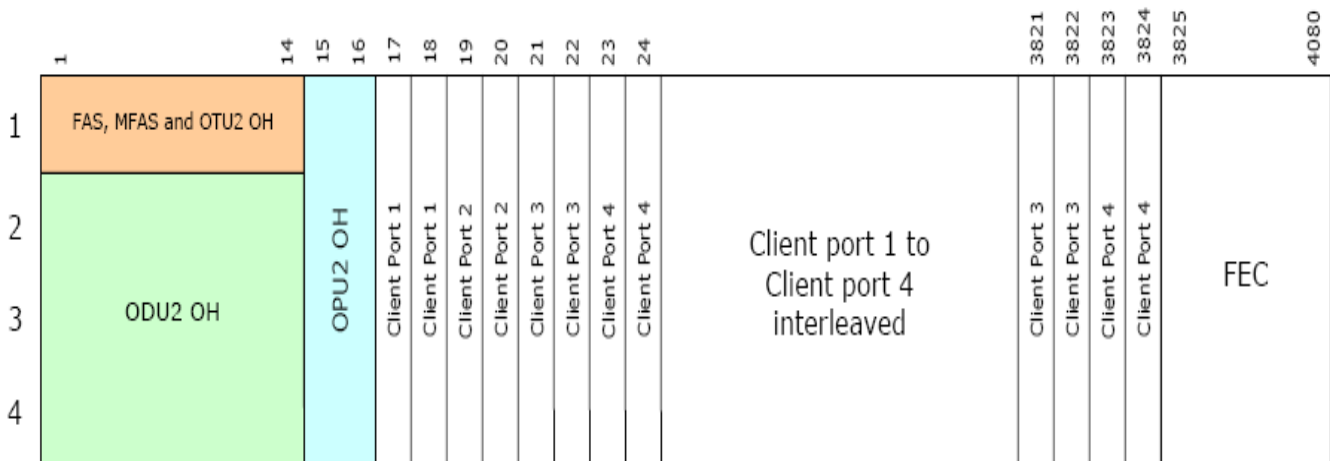 1
14
15
16
17
18
19
20
21
22
23
24
3821
3822
3823
3824
3825
4080
1
FAS, MFAS and OTU2 OH
2
3
4
ODU2 OH
OPU2 OH
Client Port 1
Client Port 1
Client Port 2
Client Port 2
Client Port 3
Client Port 3
Client Port 4
Client Port 4
Client port 1 to
Client port 4
interleaved
Client Port 3
Client Port 3
Client Port 4
Client Port 4
FEC